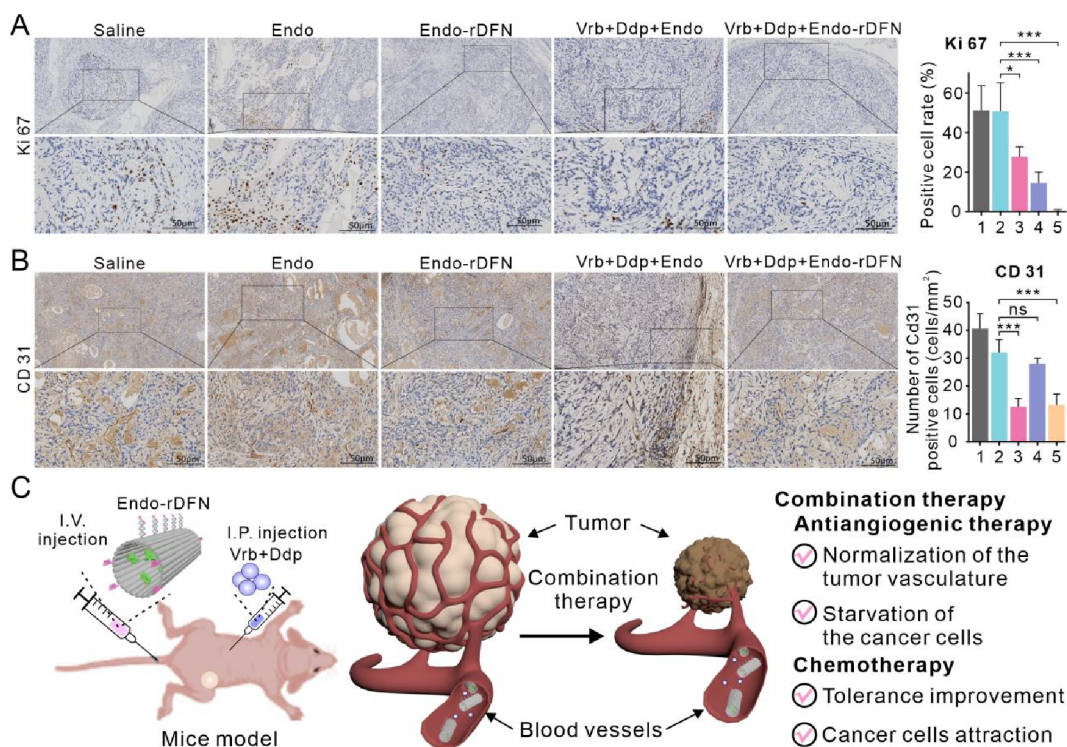 A
Saline
Endo
Endo-rDFN
Vrb+Ddp+Endo
Vrb+Ddp+Endo-rDFN
Ki 67
50μm
50μm
50μm
50μm
50μm
Ki 67
***
***
*
Positive cell rate (%)
60
40
20
0
1 2 3 4 5
B
Saline
Endo
Endo-rDFN
Vrb+Ddp+Endo
Vrb+Ddp+Endo-rDFN
CD31
50μm
50μm
50μm
50μm
50μm
CD 31
***
ns
***
Number of Cd31
positive cells (cells/mm²)
50
40
30
20
10
0
1 2 3 4 5
C
Endo-rDFN
I.V.
injection
I.P. injection
Vrb+Ddp
Mice model
Tumor
Combination
therapy
Blood vessels
Combination therapy
Antiangiogenic therapy
Normalization of the
tumor vasculature
Starvation of
the cancer cells
Chemotherapy
Tolerance improvement
Cancer cells attraction